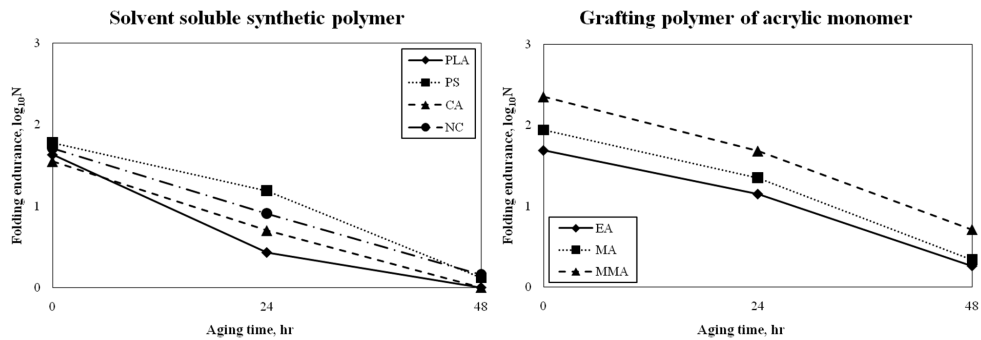 Solvent soluble synthetic polymer
3
2
1
0
Folding endurance, log10N
PLA
PS
CA
NC
0
24
48
Aging time, hr
Grafting polymer of acrylic monomer
3
2
1
0
Folding endurance, log10N
EA
MA
MMA
0
24
48
Aging time, hr